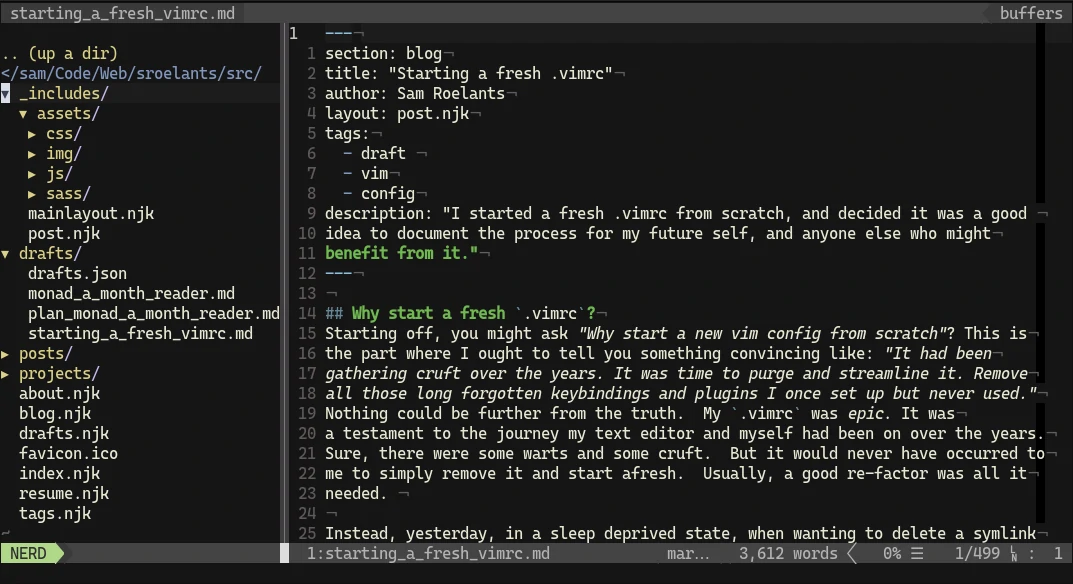 starting_a_fresh_vimrc.md buffers
.. (up a dir)
</sam/Code/Web/sroelants/src/
▾ _includes/
▾ assets/
▸ css/
▸ img/
▸ js/
▸ sass/
mainlayout.njk
post.njk
▾ drafts/
drafts.json
monad_a_month_reader.md
plan_monad_a_month_reader.md
starting_a_fresh_vimrc.md
▸ posts/
▸ projects/
about.njk
blog.njk
drafts.njk
favicon.ico
index.njk
resume.njk
tags.njk
~
1 ---¬
1 section: blog¬
2 title: "Starting a fresh .vimrc"¬
3 author: Sam Roelants¬
4 layout: post.njk¬
5 tags:¬
6 - draft ¬
7 - vim¬
8 - config¬
9 description: "I started a fresh .vimrc from scratch, and decided it was a good ¬
10 idea to document the process for my future self, and anyone else who might¬
11 benefit from it."¬
12 ---¬
13 ¬
14 ## Why start a fresh `.vimrc`?¬
15 Starting off, you might ask "Why start a new vim config from scratch"? This is¬
16 the part where I ought to tell you something convincing like: "It had been¬
17 gathering cruft over the years. It was time to purge and streamline it. Remove¬
18 all those long forgotten keybindings and plugins I once set up but never used."¬
19 Nothing could be further from the truth.  My `.vimrc` was epic. It was¬
20 a testament to the journey my text editor and myself had been on over the years.¬
21 Sure, there were some warts and some cruft.  But it would never have occurred to¬
22 me to simply remove it and start afresh.  Usually, a good re-factor was all it¬
23 needed. ¬
24 ¬
25 Instead, yesterday, in a sleep deprived state, when wanting to delete a symlink¬
NERD 1:starting_a_fresh_vimrc.md mar... 3,612 words 0% ☰ 1/499 ␤ : 1